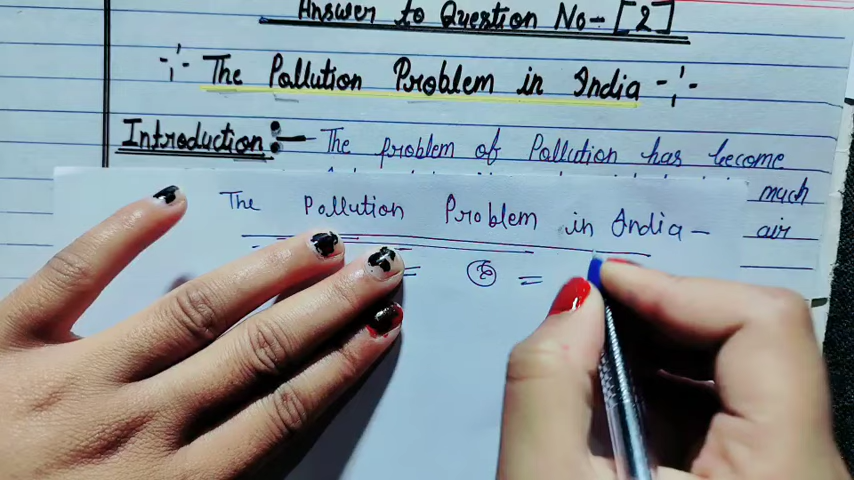 Answer to Question No-[2]
The Pollution Problem in India
Introduction:- The problem of Pollution has become
much
The Pollution Problem in India-
air